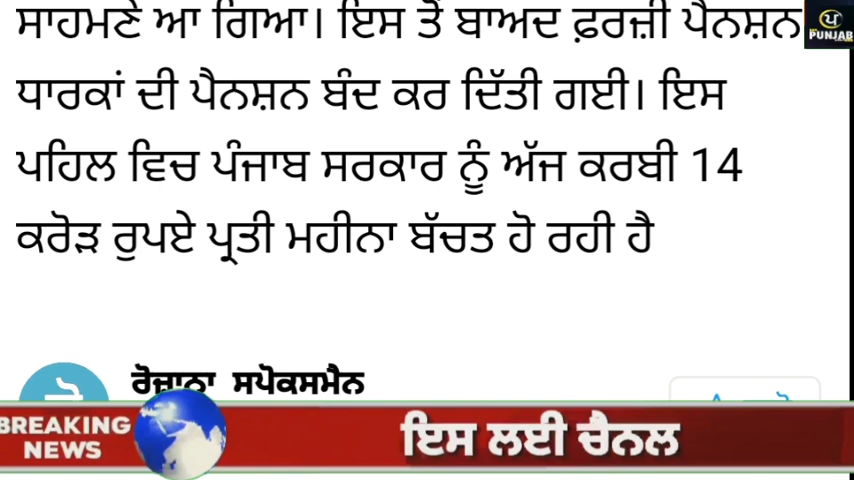 ਸਾਹਮਣੇ ਆ ਗਿਆ। ਇਸ ਤੋਂ ਬਾਅਦ ਫ਼ਰਜ਼ੀ ਪੈਨਸ਼ਨ
ਪ
PUNJAB
ਧਾਰਕਾਂ ਦੀ ਪੈਨਸ਼ਨ ਬੰਦ ਕਰ ਦਿੱਤੀ ਗਈ। ਇਸ
ਪਹਿਲ ਵਿਚ ਪੰਜਾਬ ਸਰਕਾਰ ਨੂੰ ਅੱਜ ਕਰਬੀ 14
ਕਰੋੜ ਰੁਪਏ ਪ੍ਰਤੀ ਮਹੀਨਾ ਬੱਚਤ ਹੋ ਰਹੀ ਹੈ
ਰੋਜ਼ਾਨਾ ਸਪੋਕਸਮੈਨ
BREAKING
NEWS
ਇਸ ਲਈ ਚੈਨਲ